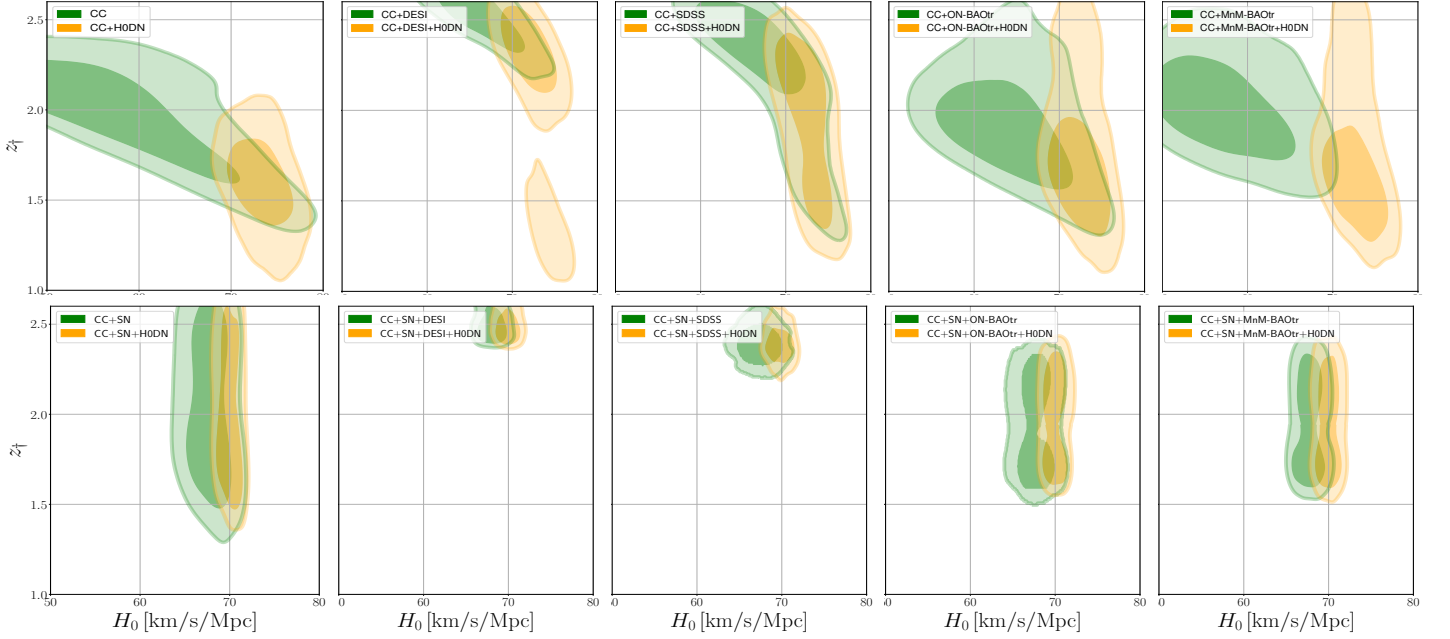 CC
CC+H0DN
CC+DESI
CC+DESI+H0DN
CC+SDSS
CC+SDSS+H0DN
CC+ON-BAOtr
CC+ON-BAOtr+H0DN
CC+MnM-BAOtr
CC+MnM-BAOtr+H0DN
2.5
2.0
1.5
1.0
z†
CC+SN
CC+SN+H0DN
CC+SN+DESI
CC+SN+DESI+H0DN
CC+SN+SDSS
CC+SN+SDSS+H0DN
CC+SN+ON-BAOtr
CC+SN+ON-BAOtr+H0DN
CC+SN+MnM-BAOtr
CC+SN+MnM-BAOtr+H0DN
2.5
2.0
1.5
1.0
z†
50 60 70 80
0 60 70 80
0 60 70 80
0 60 70 80
0 60 70 80
H₀ [km/s/Mpc]
H₀ [km/s/Mpc]
H₀ [km/s/Mpc]
H₀ [km/s/Mpc]
H₀ [km/s/Mpc]